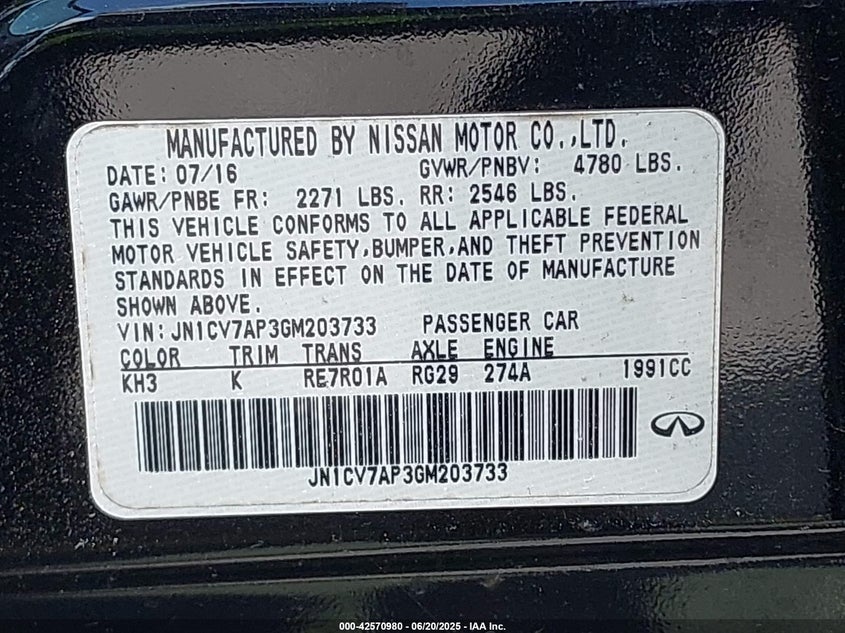 MANUFACTURED BY NISSAN MOTOR CO.,LTD.
DATE: 07/16 GVWR/PNBV: 4780 LBS.
GAWR/PNBE FR: 2271 LBS. RR: 2546 LBS.
THIS VEHICLE CONFORMS TO ALL APPLICABLE FEDERAL
MOTOR VEHICLE SAFETY,BUMPER,AND THEFT PREVENTION
STANDARDS IN EFFECT ON THE DATE OF MANUFACTURE
SHOWN ABOVE.
VIN: JN1CV7AP3GM203733 PASSENGER CAR
COLOR TRIM TRANS AXLE ENGINE
KH3 K RE7R01A RG29 274A 1991CC
JN1CV7AP3GM203733
000-42570980 - 06/20/2025 - IAA Inc.